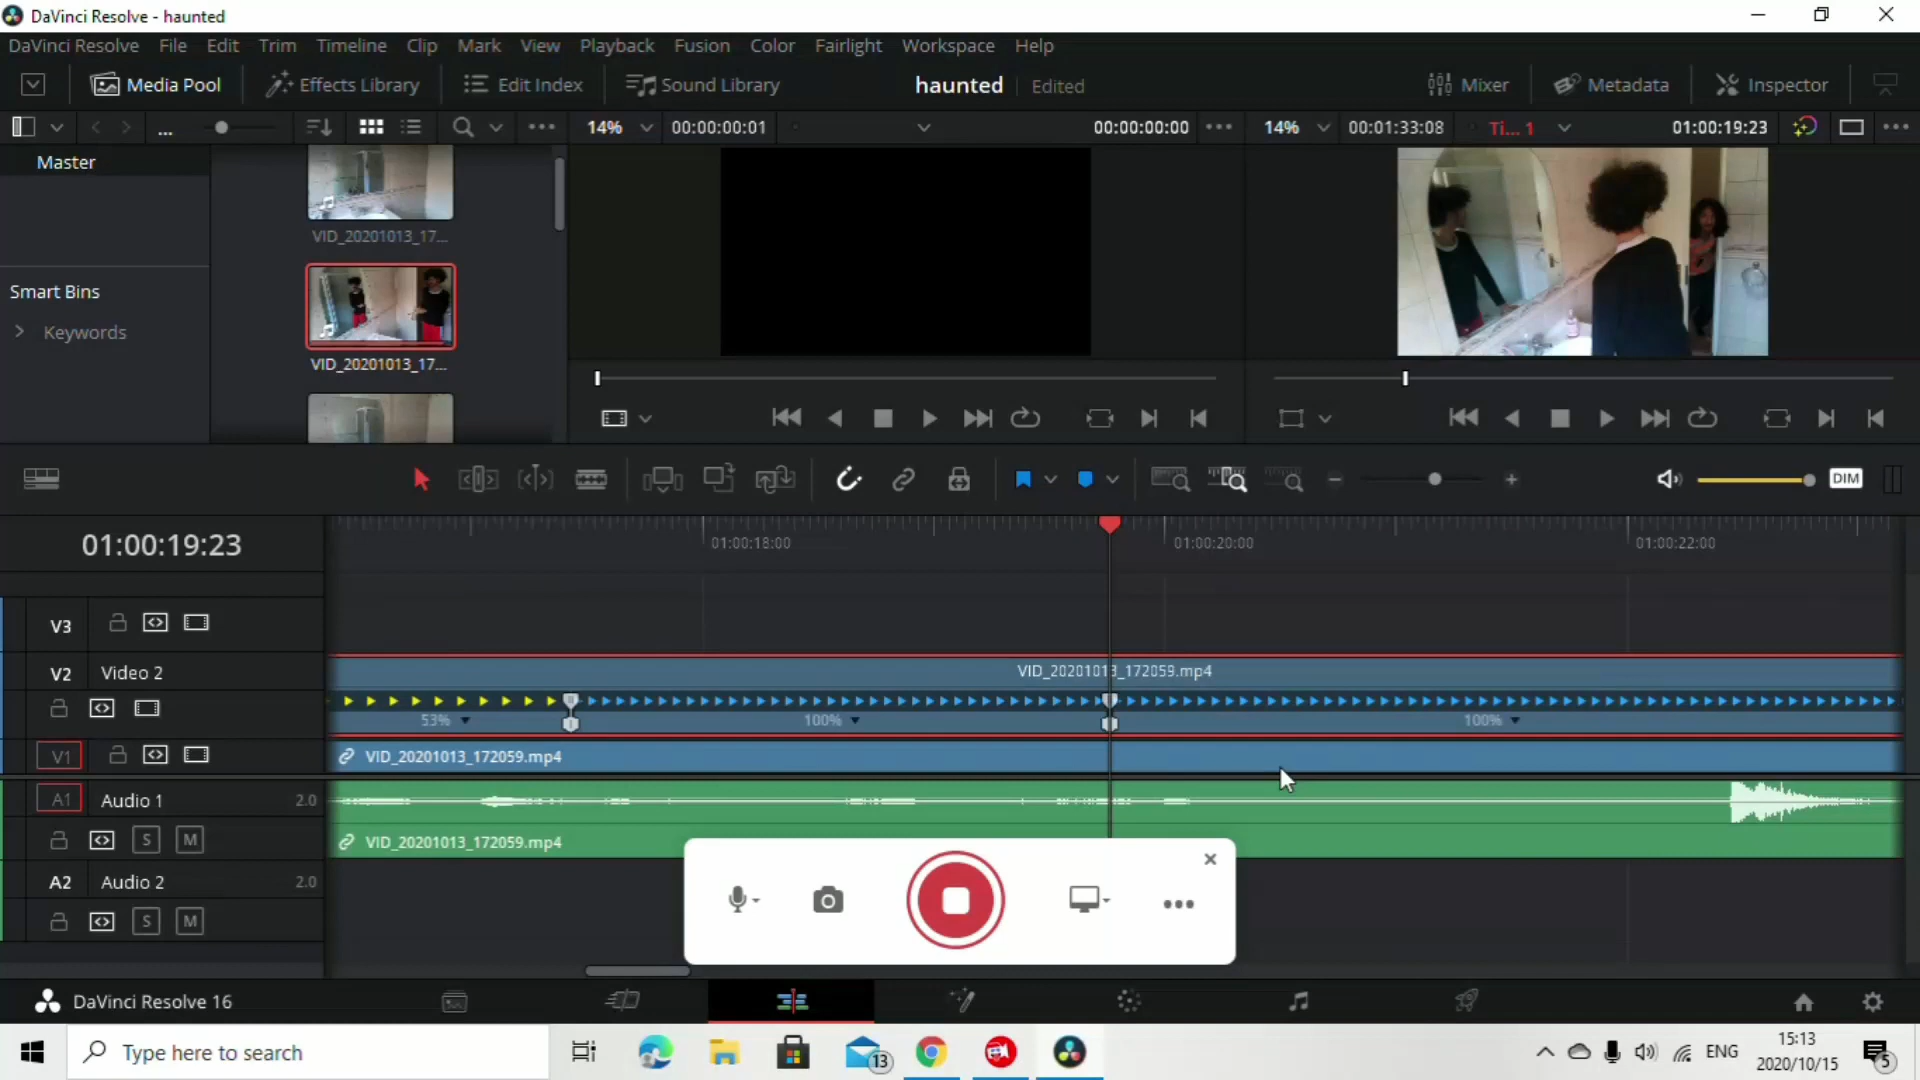 DaVinci Resolve - haunted
DaVinci Resolve File Edit Trim Timeline Clip Mark View Playback Fusion Color Fairlight Workspace Help
Media Pool Effects Library Edit Index Sound Library haunted Edited Mixer Metadata Inspector
... 14% 00:00:00:01 00:00:00:00 14% 00:01:33:08 Ti... 1 01:00:19:23
Master
VID_20201013_17...
Smart Bins
Keywords
VID_20201013_17...
DIM
01:00:19:23 01:00:18:00 01:00:20:00 01:00:22:00
V3
V2 Video 2 VID_20201013_172059.mp4
53% 100% 100%
V1 VID_20201013_172059.mp4
A1 Audio 1 2.0
S M VID_20201013_172059.mp4
A2 Audio 2 2.0
S M
DaVinci Resolve 16
Type here to search 13 ENG 15:13
2020/10/15 5